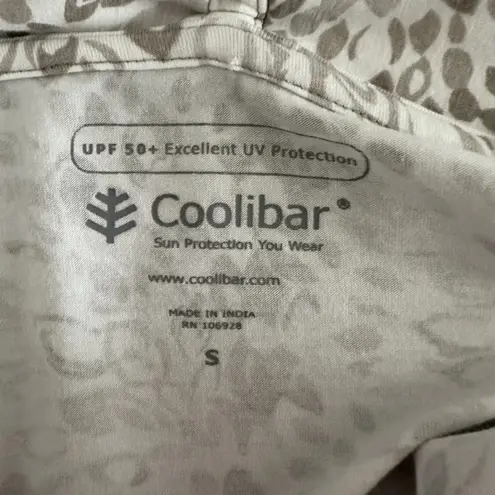 UPF 50+ Excellent UV Protection
Coolibar®
Sun Protection You Wear
www.coolibar.com
MADE IN INDIA
RN 106928
S